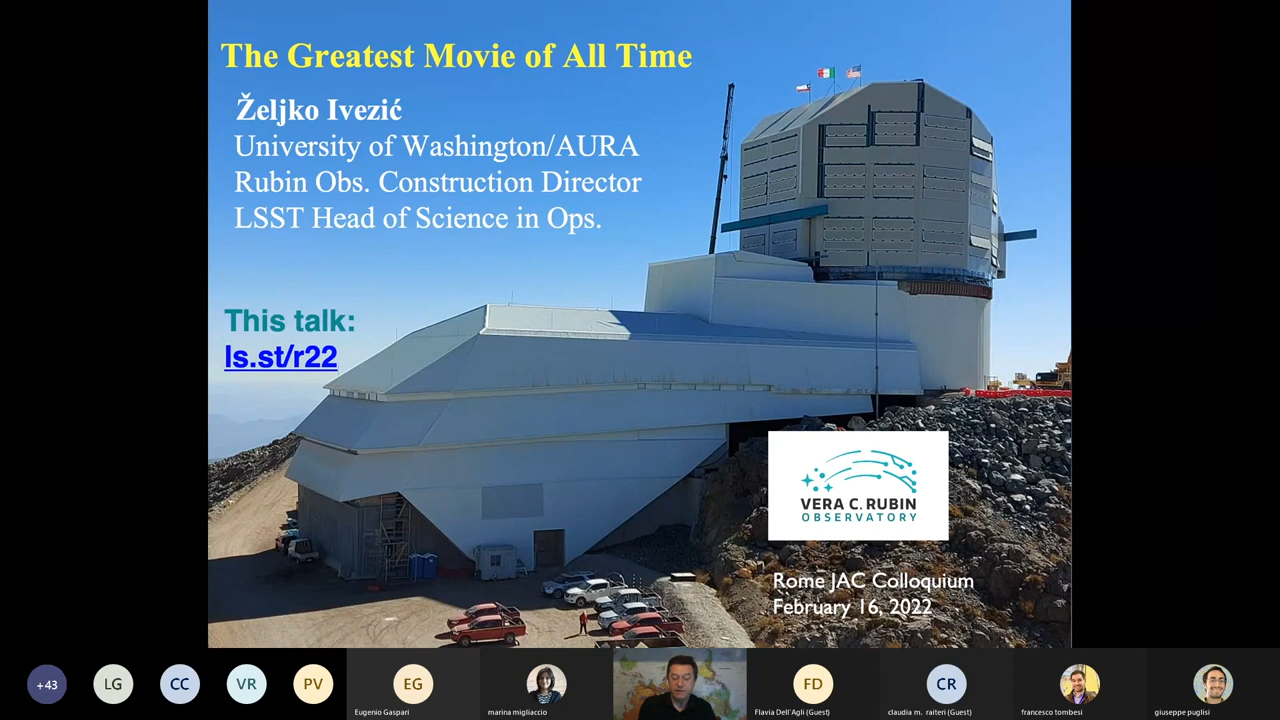 The Greatest Movie of All Time
Željko Ivezić
University of Washington/AURA
Rubin Obs. Construction Director
LSST Head of Science in Ops.
This talk:
ls.st/r22
VERA C. RUBIN
OBSERVATORY
Rome JAC Colloquium
February 16, 2022
+43
LG
CC
VR
PV
EG
Eugenio Gaspari
marina migliaccio
FD
Flavia Dell'Agli (Guest)
CR
claudia m. raiteri (Guest)
francesco tombesi
giuseppe puglisi